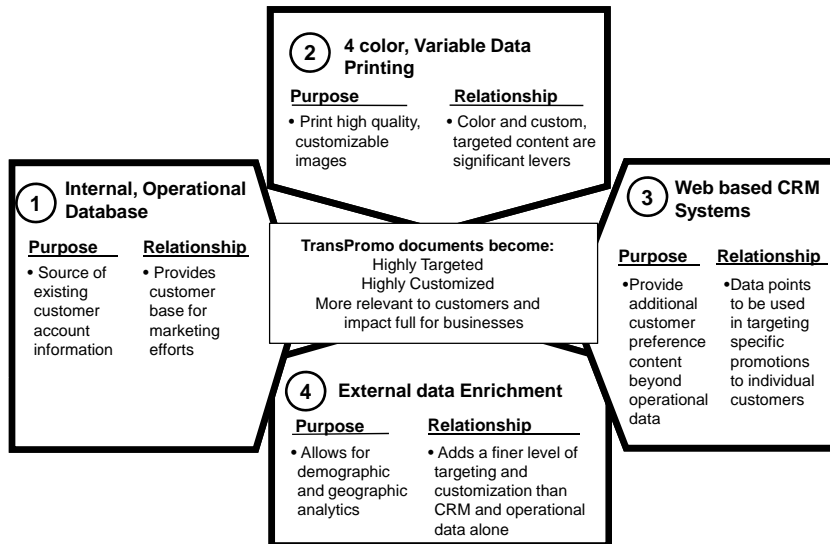 2
4 color, Variable Data
Printing
Purpose
• Print high quality,
customizable
images
Relationship
• Color and custom,
targeted content are
significant levers
1
Internal, Operational
Database
Purpose
• Source of
existing
customer
account
information
Relationship
• Provides
customer
base for
marketing
efforts
TransPromo documents become:
Highly Targeted
Highly Customized
More relevant to customers and
impact full for businesses
3
Web based CRM
Systems
Purpose
•Provide
additional
customer
preference
content
beyond
operational
data
Relationship
•Data points
to be used
in targeting
specific
promotions
to individual
customers
4
External data Enrichment
Purpose
• Allows for
demographic
and geographic
analytics
Relationship
• Adds a finer level of
targeting and
customization than
CRM and operational
data alone